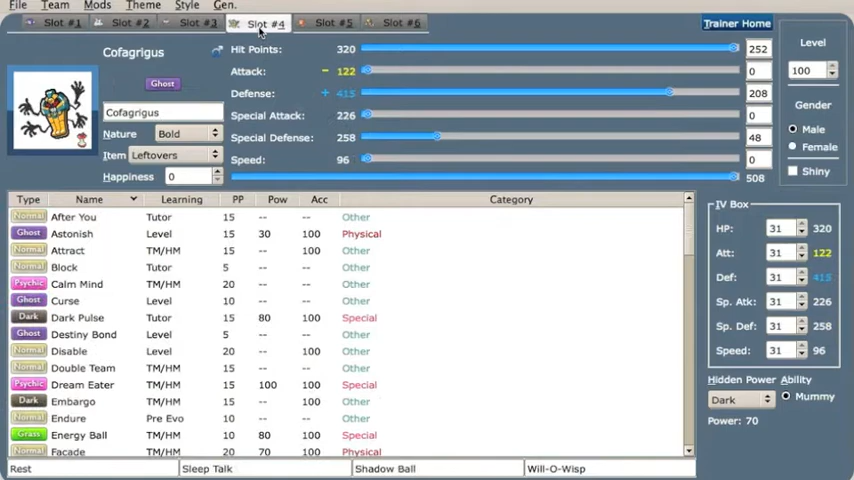 File Team Mods Theme Style Gen.
Slot #1 Slot #2 Slot #3 Slot #4 Slot #5 Slot #6
Trainer Home
Cofagrigus
Ghost
Cofagrigus
Nature Bold
Item Leftovers
Happiness 0
Hit Points: 320 252
Attack: - 122 0
Defense: + 415 208
Special Attack: 226 0
Special Defense: 258 48
Speed: 96 0
508
Level
100
Gender
Male
Female
Shiny
Type Name Learning PP Pow Acc Category
Normal After You Tutor 15 -- -- Other
Ghost Astonish Level 15 30 100 Physical
Normal Attract TM/HM 15 -- 100 Other
Normal Block Tutor 5 -- -- Other
Psychic Calm Mind TM/HM 20 -- -- Other
Ghost Curse Level 10 -- -- Other
Dark Dark Pulse Tutor 15 80 100 Special
Ghost Destiny Bond Level 5 -- -- Other
Normal Disable Level 20 -- 100 Other
Normal Double Team TM/HM 15 -- -- Other
Psychic Dream Eater TM/HM 15 100 100 Special
Dark Embargo TM/HM 15 -- 100 Other
Normal Endure Pre Evo 10 -- -- Other
Grass Energy Ball TM/HM 10 80 100 Special
Normal Facade TM/HM 20 70 100 Physical
Rest Sleep Talk Shadow Ball Will-O-Wisp
IV Box
HP: 31 320
Att: 31 122
Def: 31 415
Sp. Atk: 31 226
Sp. Def: 31 258
Speed: 31 96
Hidden Power Ability
Dark Mummy
Power: 70